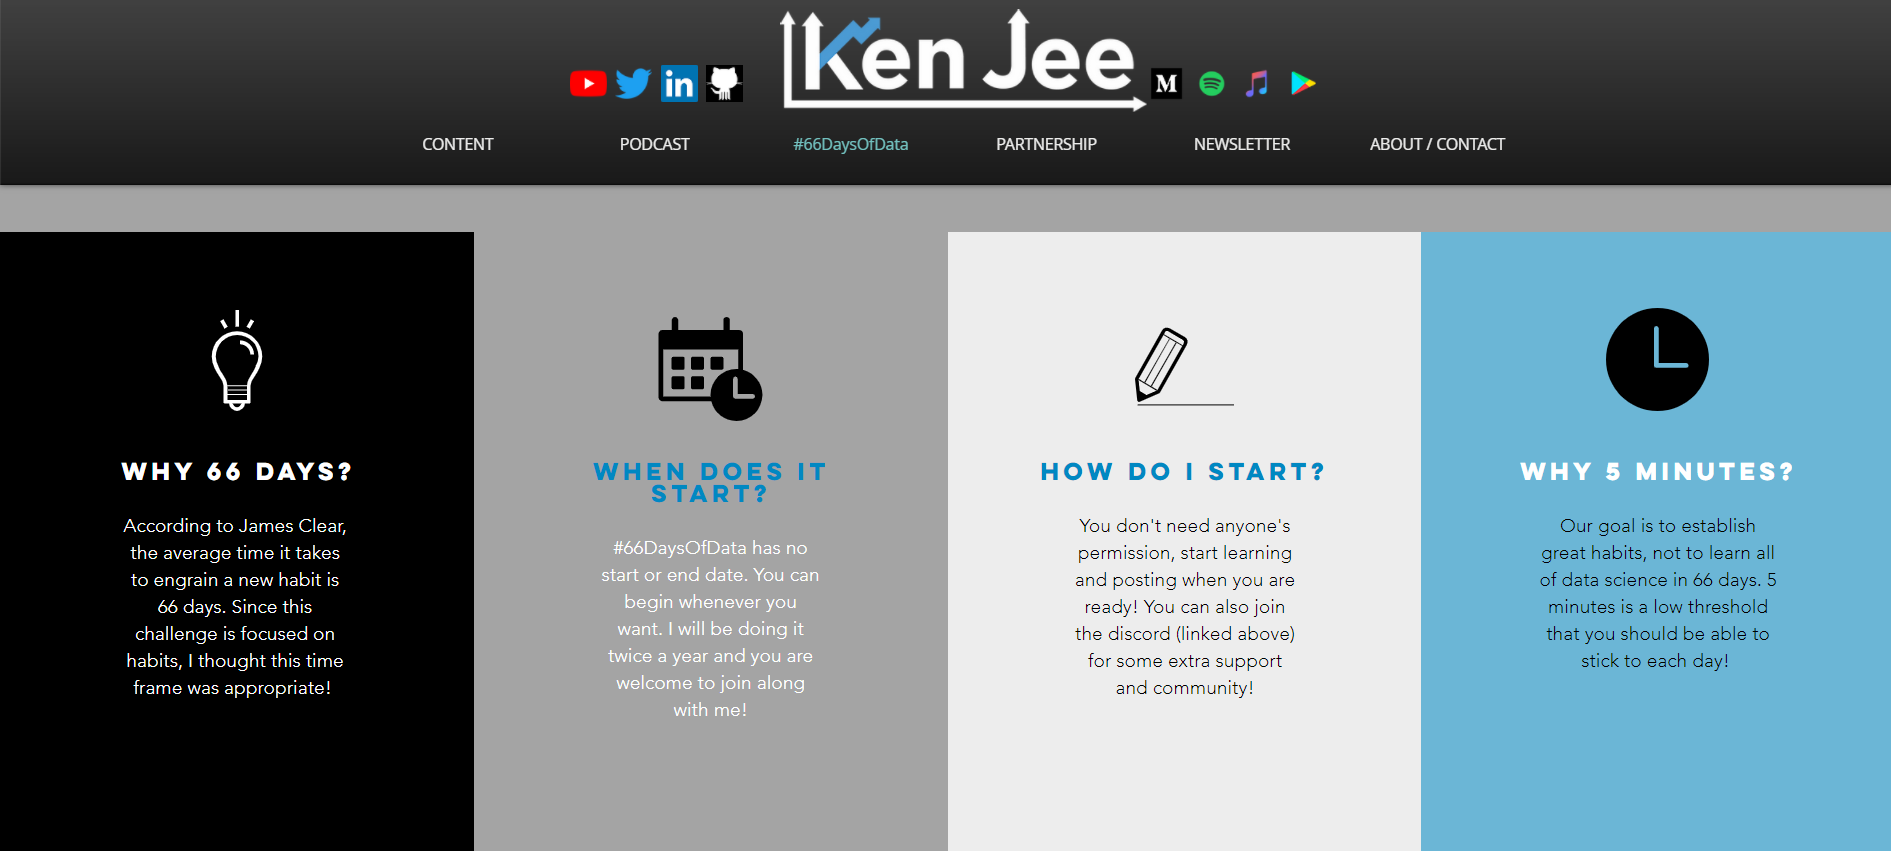 Ken Jee
in
M
CONTENT PODCAST #66DaysOfData PARTNERSHIP NEWSLETTER ABOUT / CONTACT
WHY 66 DAYS?
According to James Clear,
the average time it takes
to engrain a new habit is
66 days. Since this
challenge is focused on
habits, I thought this time
frame was appropriate!
WHEN DOES IT
START?
#66DaysOfData has no
start or end date. You can
begin whenever you
want. I will be doing it
twice a year and you are
welcome to join along
with me!
HOW DO I START?
You don't need anyone's
permission, start learning
and posting when you are
ready! You can also join
the discord (linked above)
for some extra support
and community!
WHY 5 MINUTES?
Our goal is to establish
great habits, not to learn all
of data science in 66 days. 5
minutes is a low threshold
that you should be able to
stick to each day!